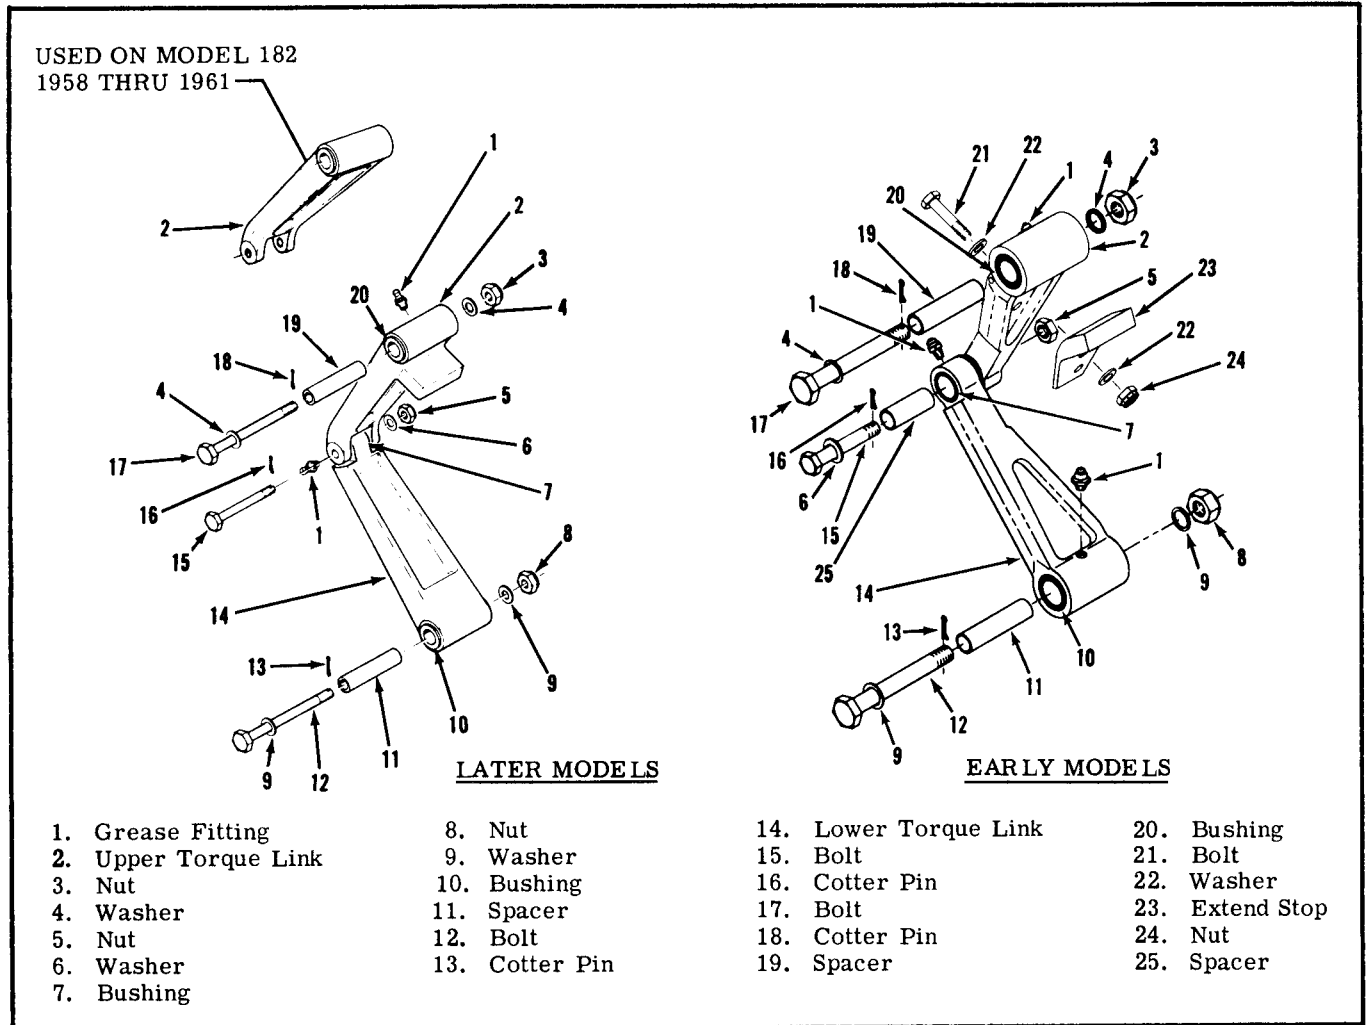 USED ON MODEL 182
1958 THRU 1961
2
1
2
3
4
20
19
18
4
17
16
15
1
5
6
7
14
8
9
13
10
11
12
9
LATER MODELS
21
22
1
4
3
20
19
18
2
23
5
1
4
22
24
17
16
7
6
15
25
1
14
9
8
13
10
11
12
9
EARLY MODELS
1. Grease Fitting
2. Upper Torque Link
3. Nut
4. Washer
5. Nut
6. Washer
7. Bushing
8. Nut
9. Washer
10. Bushing
11. Spacer
12. Bolt
13. Cotter Pin
14. Lower Torque Link
15. Bolt
16. Cotter Pin
17. Bolt
18. Cotter Pin
19. Spacer
20. Bushing
21. Bolt
22. Washer
23. Extend Stop
24. Nut
25. Spacer